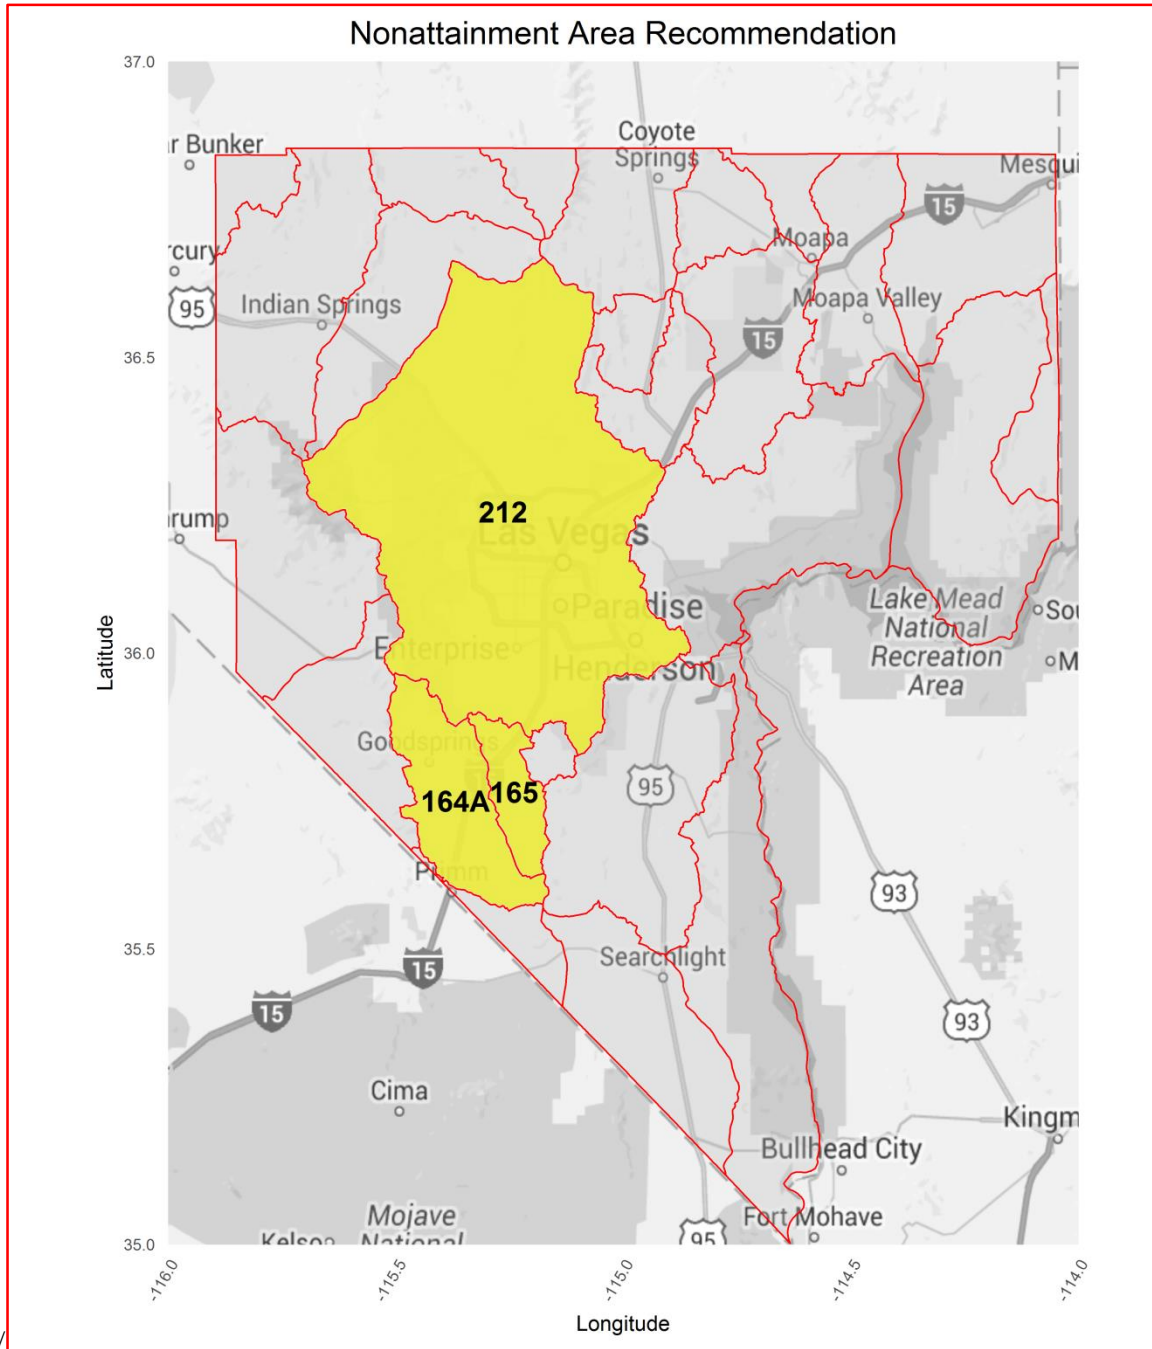 Nonattainment Area Recommendation
37.0
Coyote
Springs
r Bunker
Mesqui
15
Moapa
rcury
95
Indian Springs
Moapa Valley
15
36.5
212
Las Vegas
rump
Paradise
Lake Mead
National
Recreation
Area
Sou
36.0
Enterprise
Henderson
M
Latitude
Goodsprings
164A
165
95
Primm
93
35.5
Searchlight
15
15
93
Cima
Kingm
Bullhead City
Mojave
National
Fort Mohave
Kelso
95
35.0
-116.0
-115.5
-115.0
-114.5
-114.0
Longitude
/